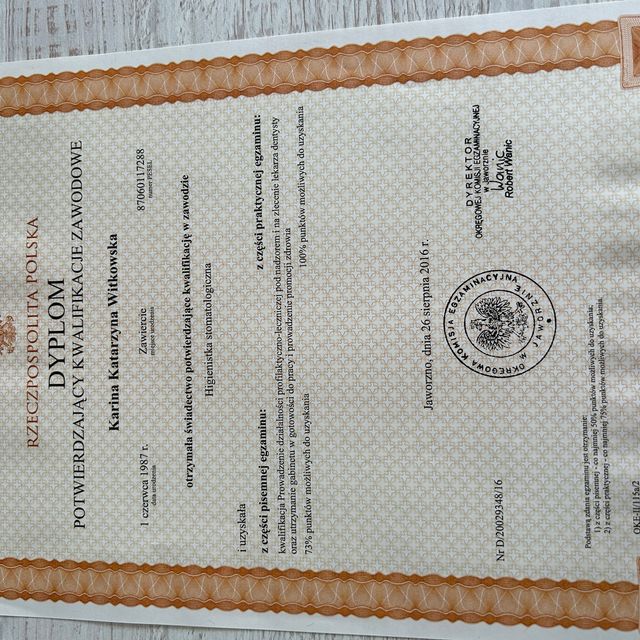 RZECZPOSPOLITA POLSKA
DYPLOM
POTWIERDZAJĄCY KWALIFIKACJE ZAWODOWE
Karina Katarzyna Witkowska
1 czerwca 1987 r. Zawiercie 87060117288
data urodzenia miejsce urodzenia numer PESEL
otrzymała świadectwo potwierdzające kwalifikację w zawodzie
Higienistka stomatologiczna
i uzyskała
z części pisemnej egzaminu: z części praktycznej egzaminu:
kwalifikacja Prowadzenie działalności profilaktyczno-leczniczej pod nadzorem i na zlecenie lekarza dentysty
oraz utrzymanie gabinetu w gotowości do pracy i prowadzenie promocji zdrowia
73% punktów możliwych do uzyskania 100% punktów możliwych do uzyskania
Jaworzno, dnia 26 sierpnia 2016 r.
DYREKTOR
OKRĘGOWEJ KOMISJI EGZAMINACYJNEJ
w Jaworznie
Wanic
Robert Wanic
OKRĘGOWA KOMISJA EGZAMINACYJNA
W JAWORZNIE
Nr D/20029348/16
Podstawą zdania egzaminu jest otrzymanie:
1) z części pisemnej - co najmniej 50% punktów możliwych do uzyskania;
2) z części praktycznej - co najmniej 75% punktów możliwych do uzyskania.
OKE-II/115n/2